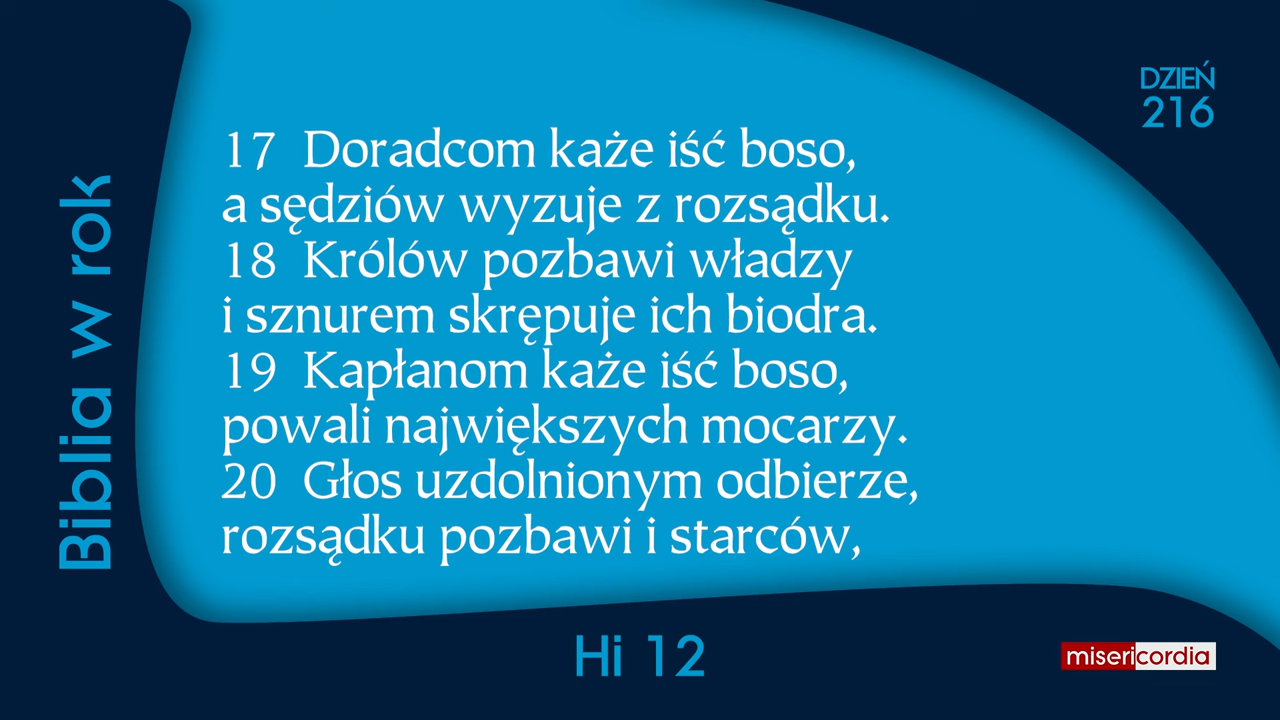 DZIEŃ
216
17 Doradcom każe iść boso,
a sędziów wyzuje z rozsądku.
18 Królów pozbawi władzy
i sznurem skrępuje ich biodra.
19 Kapłanom każe iść boso,
powali największych mocarzy.
20 Głos uzdolnionym odbierze,
rozsądku pozbawi i starców,
Biblia w rok
Hi 12
misericordia